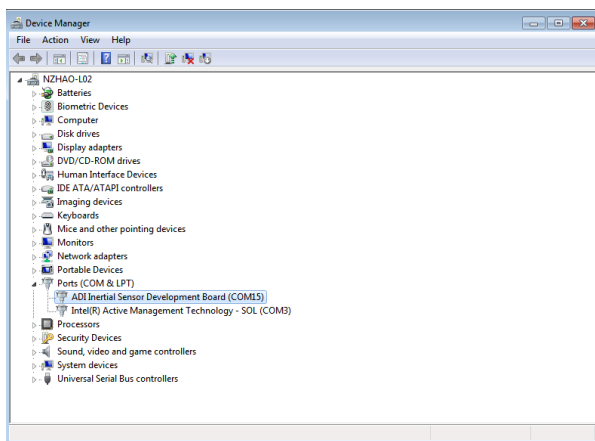 Device Manager
File Action View Help
NZHAO-L02
Batteries
Biometric Devices
Computer
Disk drives
Display adapters
DVD/CD-ROM drives
Human Interface Devices
IDE ATA/ATAPI controllers
Imaging devices
Keyboards
Mice and other pointing devices
Monitors
Network adapters
Portable Devices
Ports (COM & LPT)
ADI Inertial Sensor Development Board (COM15)
Intel(R) Active Management Technology - SOL (COM3)
Processors
Security Devices
Sound, video and game controllers
System devices
Universal Serial Bus controllers